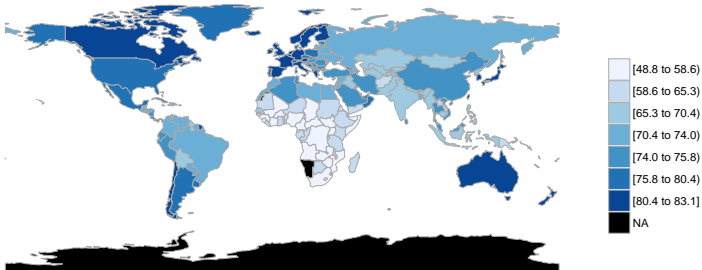 [48.8 to 58.6)
[58.6 to 65.3)
[65.3 to 70.4)
[70.4 to 74.0)
[74.0 to 75.8)
[75.8 to 80.4)
[80.4 to 83.1]
NA